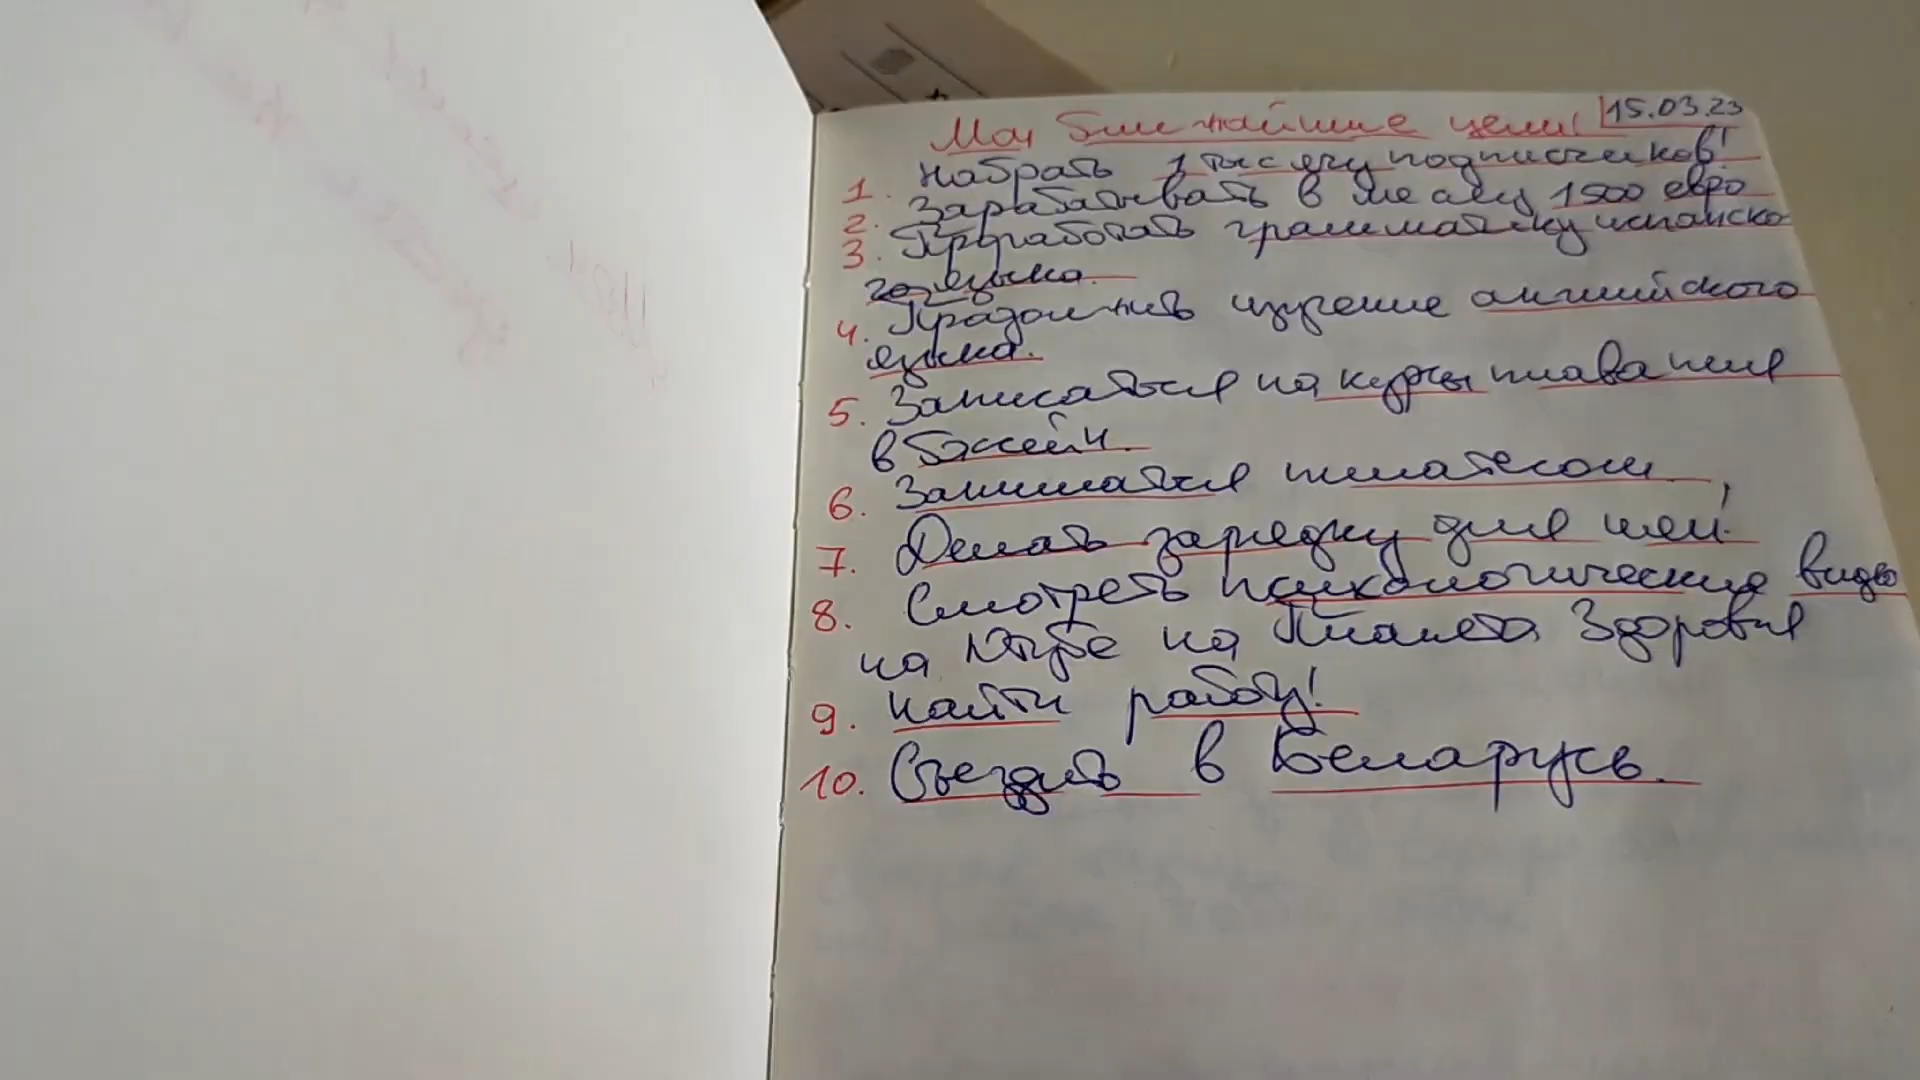 Мои ближайшие цели! 15.03.23
1. Набрать 1 тысячу подписчиков!
2. Зарабатывать в месяц 1500 евро
3. Проработать грамматику испанско
го языка.
4. Продолжить изучение английского
языка.
5. Записаться на курсы плавания
в бассейн.
6. Заниматься пилатесом
7. Делать зарядку для шеи!
8. Смотреть психологические видео
на Ютубе на Планета Здоровья
9. Найти работу!
10. Съездить в Беларусь.